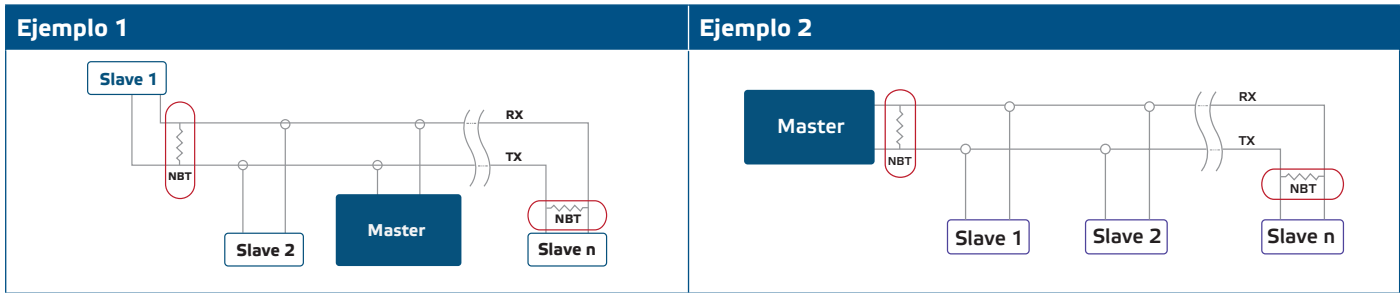 Ejemplo 1
Slave 1
RX
TX
NBT
NBT
Slave 2
Master
Slave n
Ejemplo 2
Master
RX
TX
NBT
NBT
Slave 1
Slave 2
Slave n